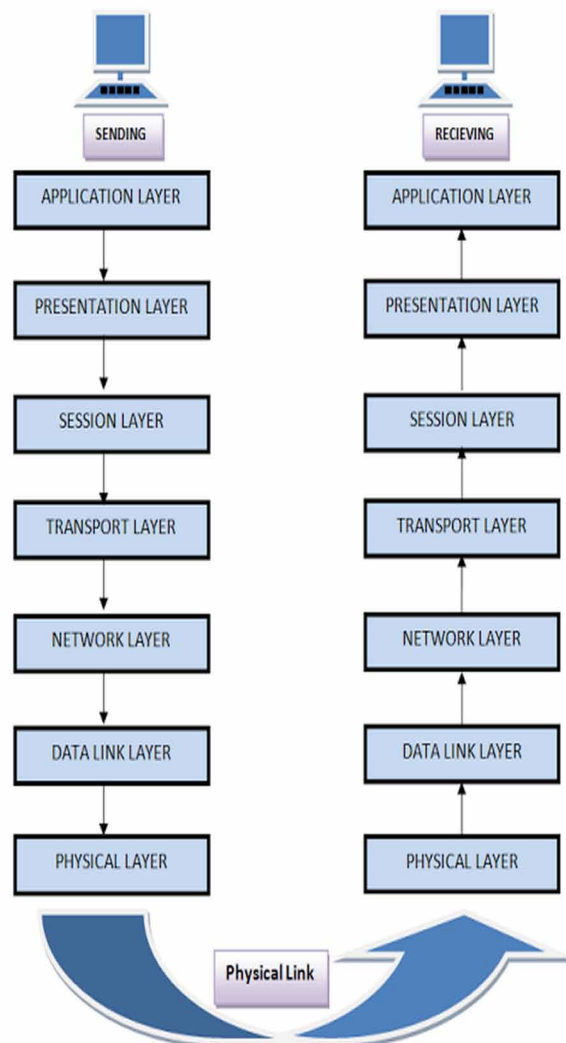 SENDING
APPLICATION LAYER
PRESENTATION LAYER
SESSION LAYER
TRANSPORT LAYER
NETWORK LAYER
DATA LINK LAYER
PHYSICAL LAYER
RECIEVING
APPLICATION LAYER
PRESENTATION LAYER
SESSION LAYER
TRANSPORT LAYER
NETWORK LAYER
DATA LINK LAYER
PHYSICAL LAYER
Physical Link